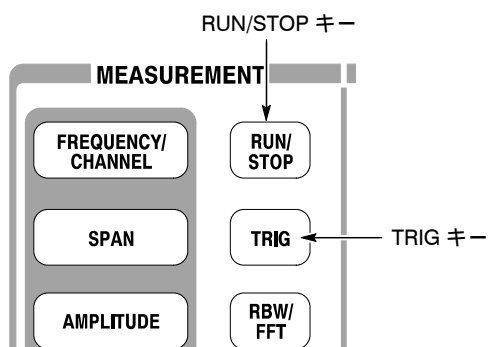 RUN/STOP キー
MEASUREMENT
FREQUENCY/
CHANNEL
RUN/
STOP
SPAN
TRIG
TRIG キー
AMPLITUDE
RBW/
FFT